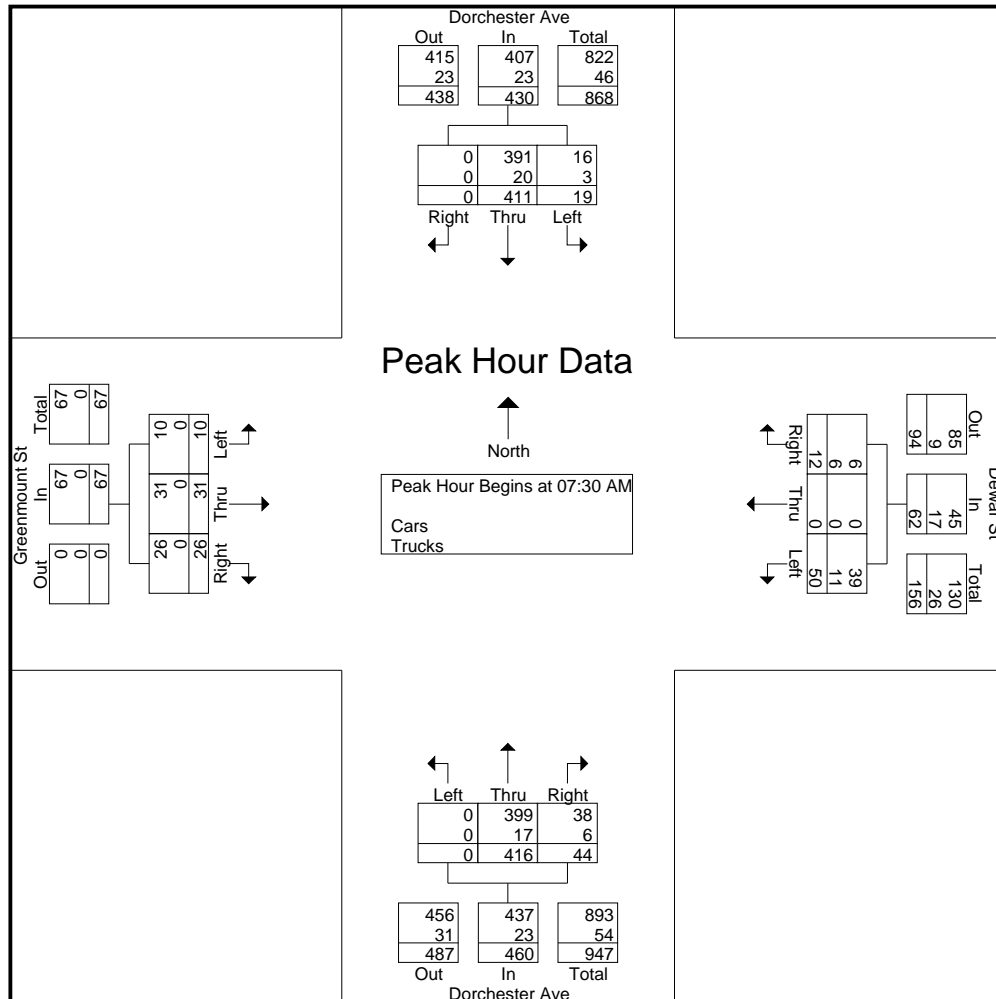 Dorchester Ave
Out In Total
415 407 822
23 23 46
438 430 868
0 391 16
0 20 3
0 411 19
Right Thru Left
Peak Hour Data
North
Peak Hour Begins at 07:30 AM
Cars
Trucks
Greenmount St
Total In Out
67 67 0
0 0 0
67 67 0
Left Thru Right
10 31 26
0 0 0
10 31 26
Dewar St
Out In Total
85 45 130
9 17 26
94 62 156
Right Thru Left
6 0 39
6 0 11
12 0 50
Left Thru Right
0 399 38
0 17 6
0 416 44
456 437 893
31 23 54
487 460 947
Out In Total
Dorchester Ave